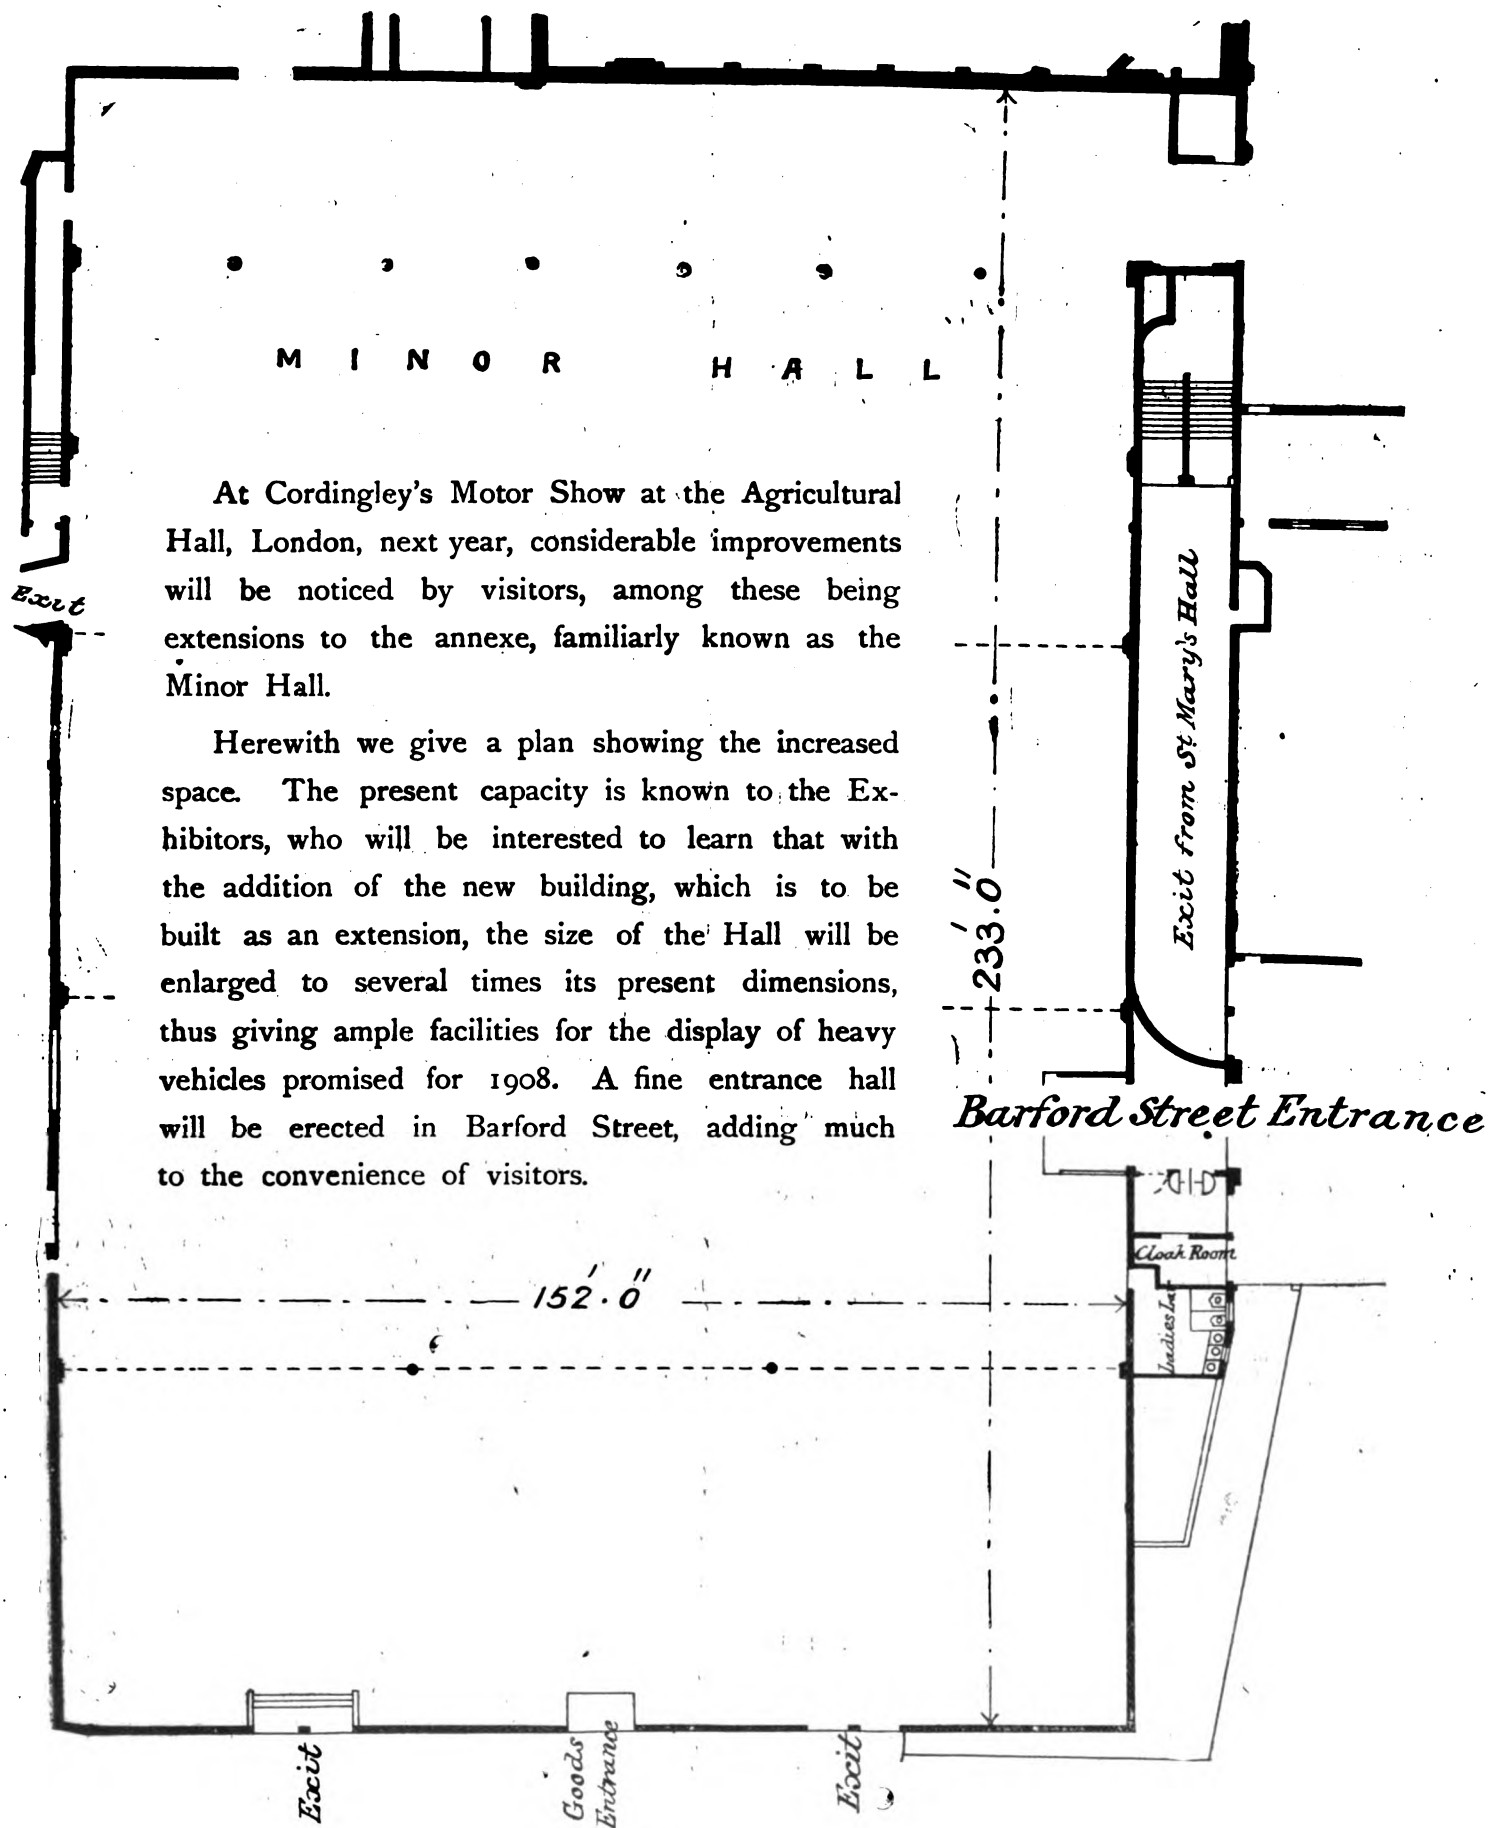 MINOR HALL
At Cordingley's Motor Show at the Agricultural
Hall, London, next year, considerable improvements
will be noticed by visitors, among these being
extensions to the annexe, familiarly known as the
Minor Hall.
Herewith we give a plan showing the increased
space. The present capacity is known to the Ex-
hibitors, who will be interested to learn that with
the addition of the new building, which is to be
built as an extension, the size of the Hall will be
enlarged to several times its present dimensions,
thus giving ample facilities for the display of heavy
vehicles promised for 1908. A fine entrance hall
will be erected in Barford Street, adding much
to the convenience of visitors.
Exit
233'.0"
Exit from St. Mary's Hall
Barford Street Entrance
Cloak Room
Ladies Lav
152'.0"
Exit
Goods
Entrance
Exit